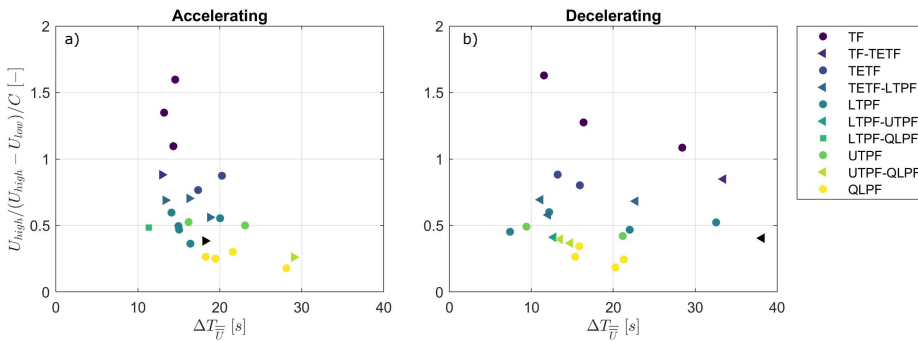 Accelerating
Decelerating
a)
b)
U_high/(U_high − U_low)/C [−]
2
1.5
1
0.5
0
0 10 20 30 40
ΔT_U̿ [s]
2
1.5
1
0.5
0
0 10 20 30 40
ΔT_U̿ [s]
TF
TF-TETF
TETF
TETF-LTPF
LTPF
LTPF-UTPF
LTPF-QLPF
UTPF
UTPF-QLPF
QLPF